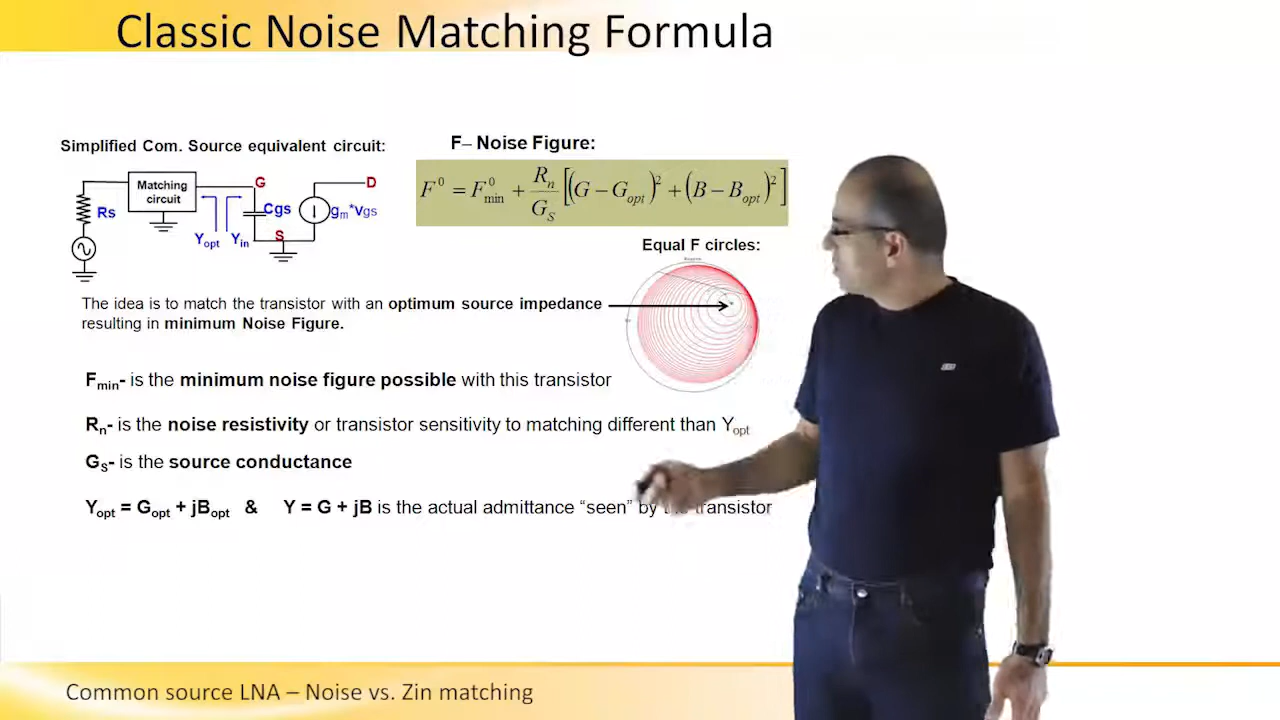 Classic Noise Matching Formula
Simplified Com. Source equivalent circuit:
F– Noise Figure:
F⁰ = F⁰min + Rn/GS [(G – Gopt)² + (B – Bopt)²]
Matching
circuit
G
D
Rs
Cgs
gm*Vgs
Yopt
Yin
S
Equal F circles:
The idea is to match the transistor with an optimum source impedance
resulting in minimum Noise Figure.
Fmin- is the minimum noise figure possible with this transistor
Rn- is the noise resistivity or transistor sensitivity to matching different than Yopt
GS- is the source conductance
Yopt = Gopt + jBopt & Y = G + jB is the actual admittance “seen” by the transistor
Common source LNA – Noise vs. Zin matching